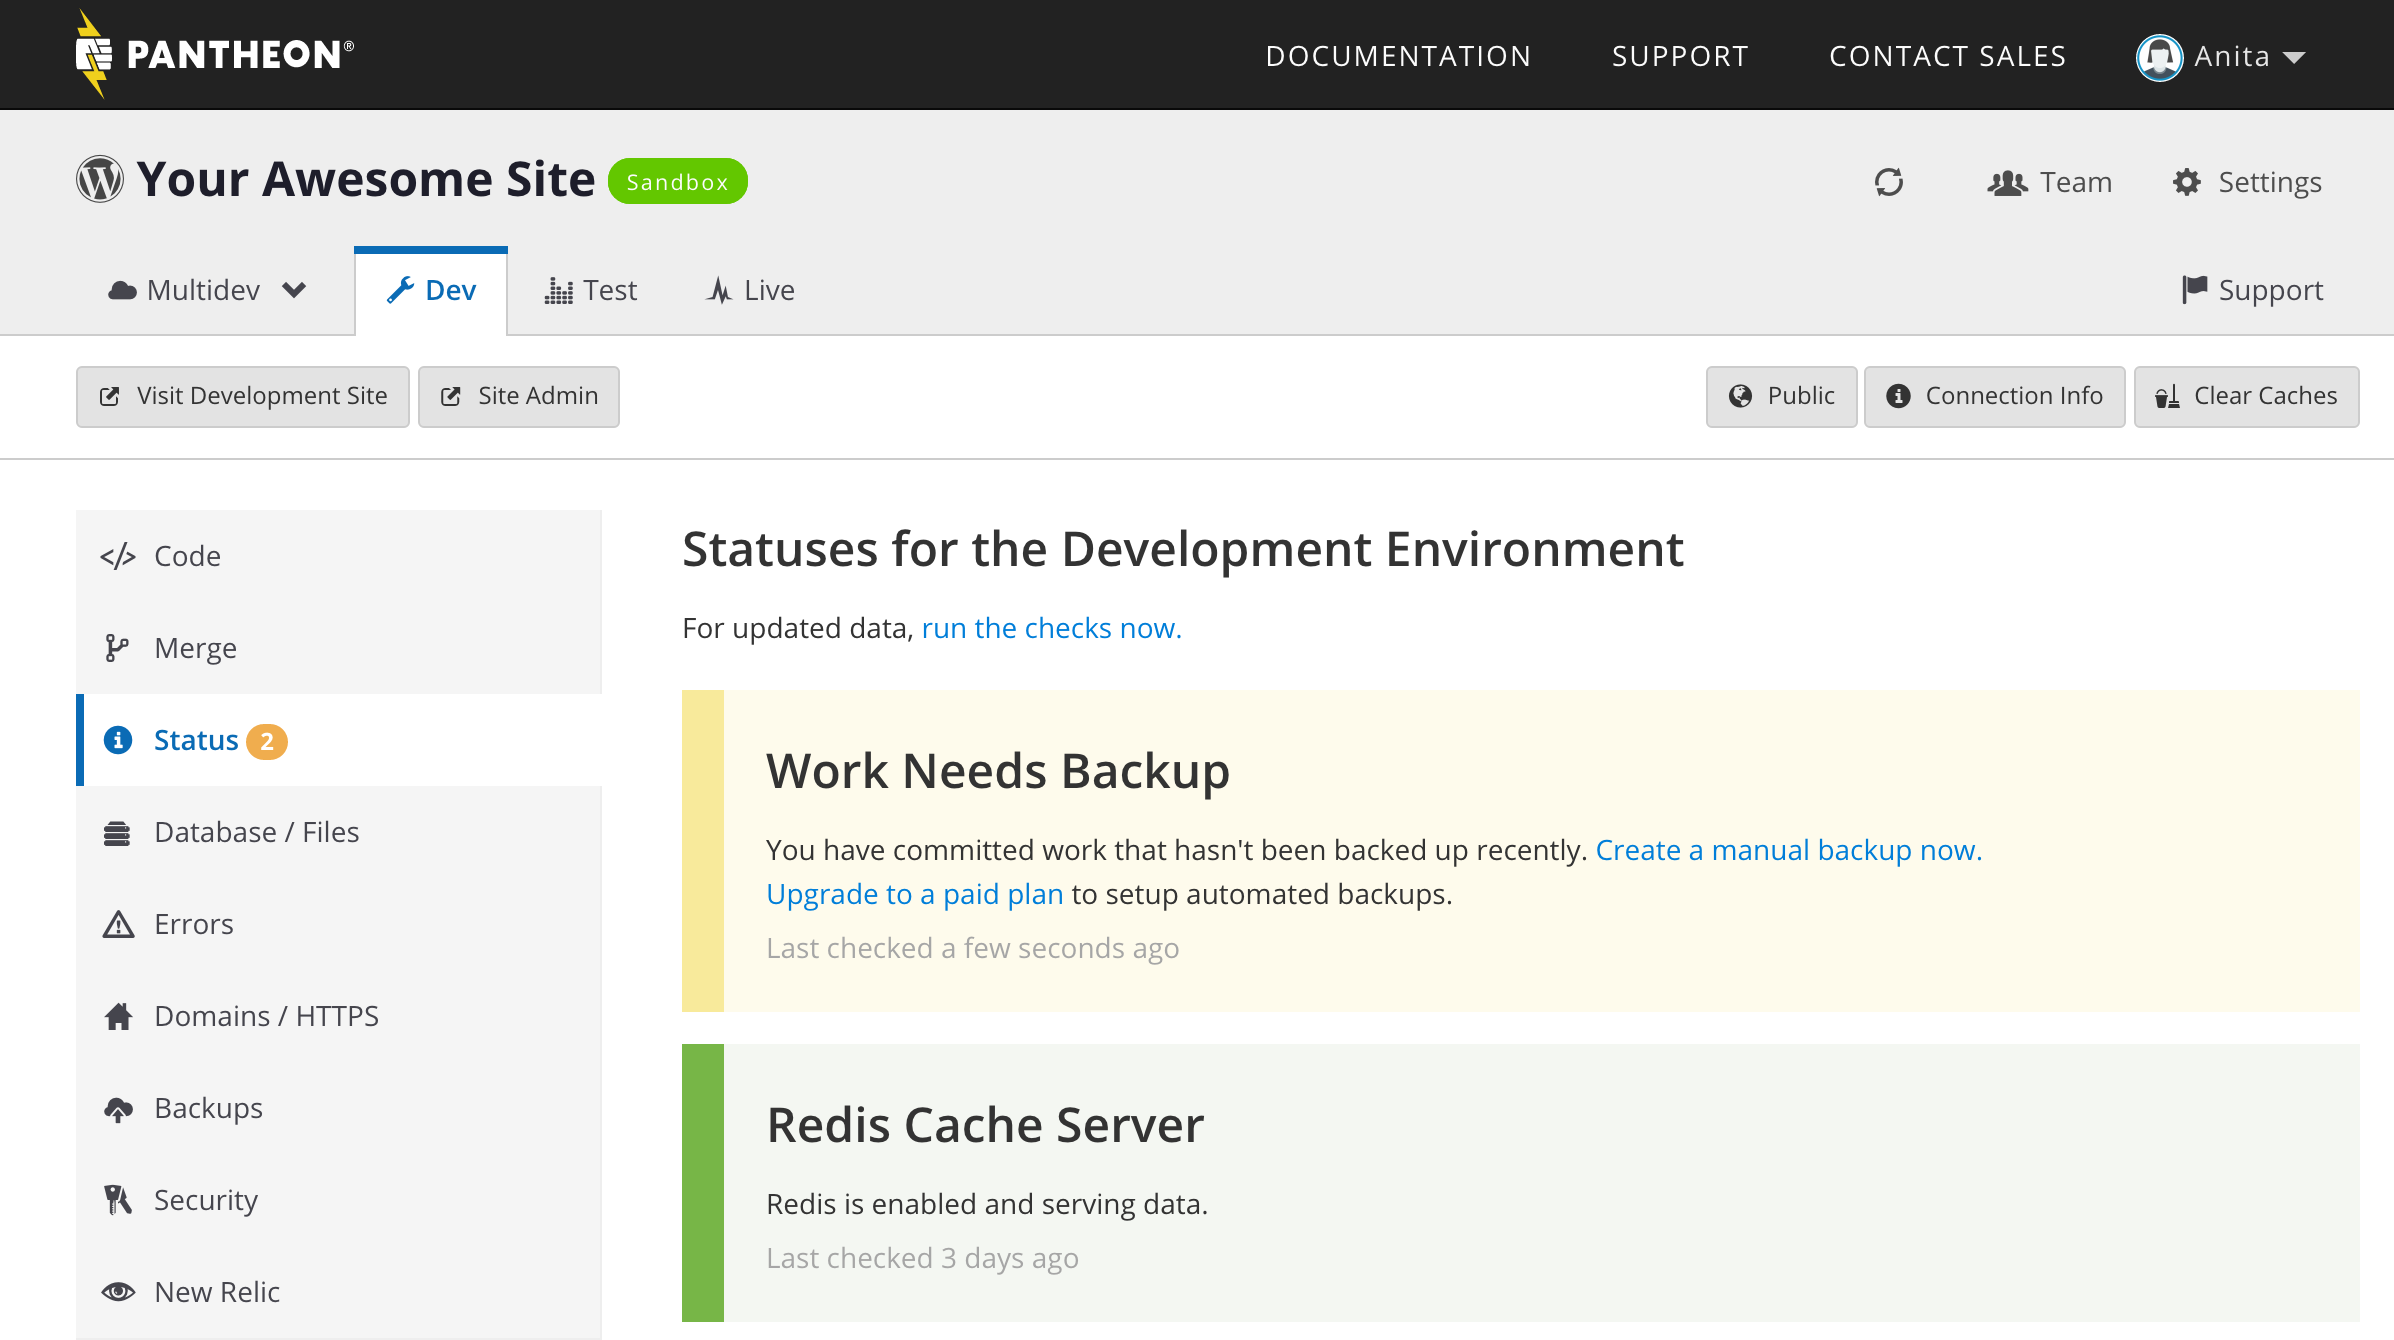 PANTHEON®
DOCUMENTATION
SUPPORT
CONTACT SALES
Anita
Your Awesome Site
Sandbox
Team
Settings
Multidev
Dev
Test
Live
Support
Visit Development Site
Site Admin
Public
Connection Info
Clear Caches
Code
Merge
Status 2
Database / Files
Errors
Domains / HTTPS
Backups
Security
New Relic
Statuses for the Development Environment
For updated data, run the checks now.
Work Needs Backup
You have committed work that hasn't been backed up recently. Create a manual backup now.
Upgrade to a paid plan to setup automated backups.
Last checked a few seconds ago
Redis Cache Server
Redis is enabled and serving data.
Last checked 3 days ago